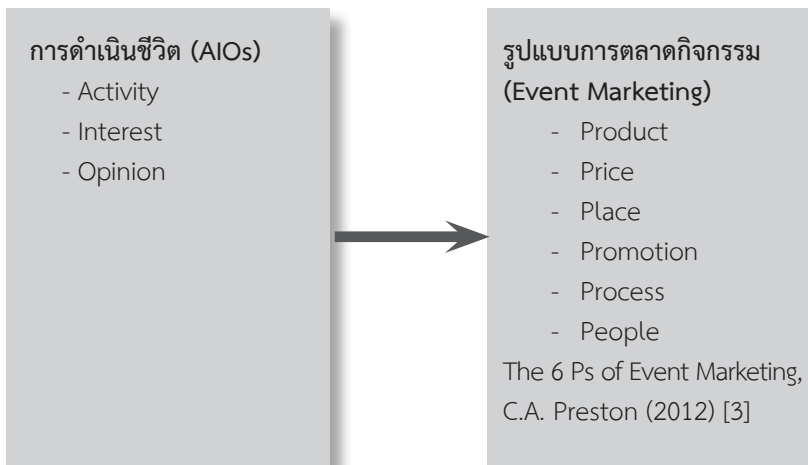 การดำเนินชีวิต (AIOs)
- Activity
- Interest
- Opinion
รูปแบบการตลาดกิจกรรม
(Event Marketing)
- Product
- Price
- Place
- Promotion
- Process
- People
The 6 Ps of Event Marketing,
C.A. Preston (2012) [3]